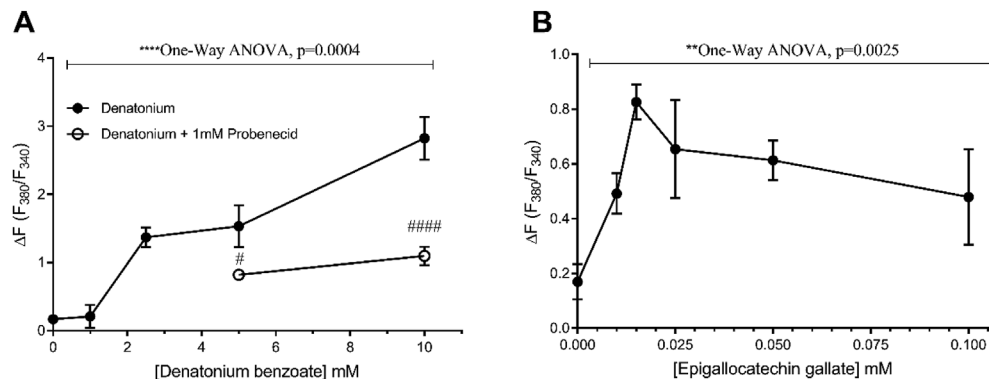 A
****One-Way ANOVA, p=0.0004
4
3
2
1
0
ΔF (F380/F340)
Denatonium
Denatonium + 1mM Probenecid
#
####
0 2 4 6 8 10
[Denatonium benzoate] mM
B
**One-Way ANOVA, p=0.0025
1.0
0.8
0.6
0.4
0.2
0.0
ΔF (F380/F340)
0.000 0.025 0.050 0.075 0.100
[Epigallocatechin gallate] mM